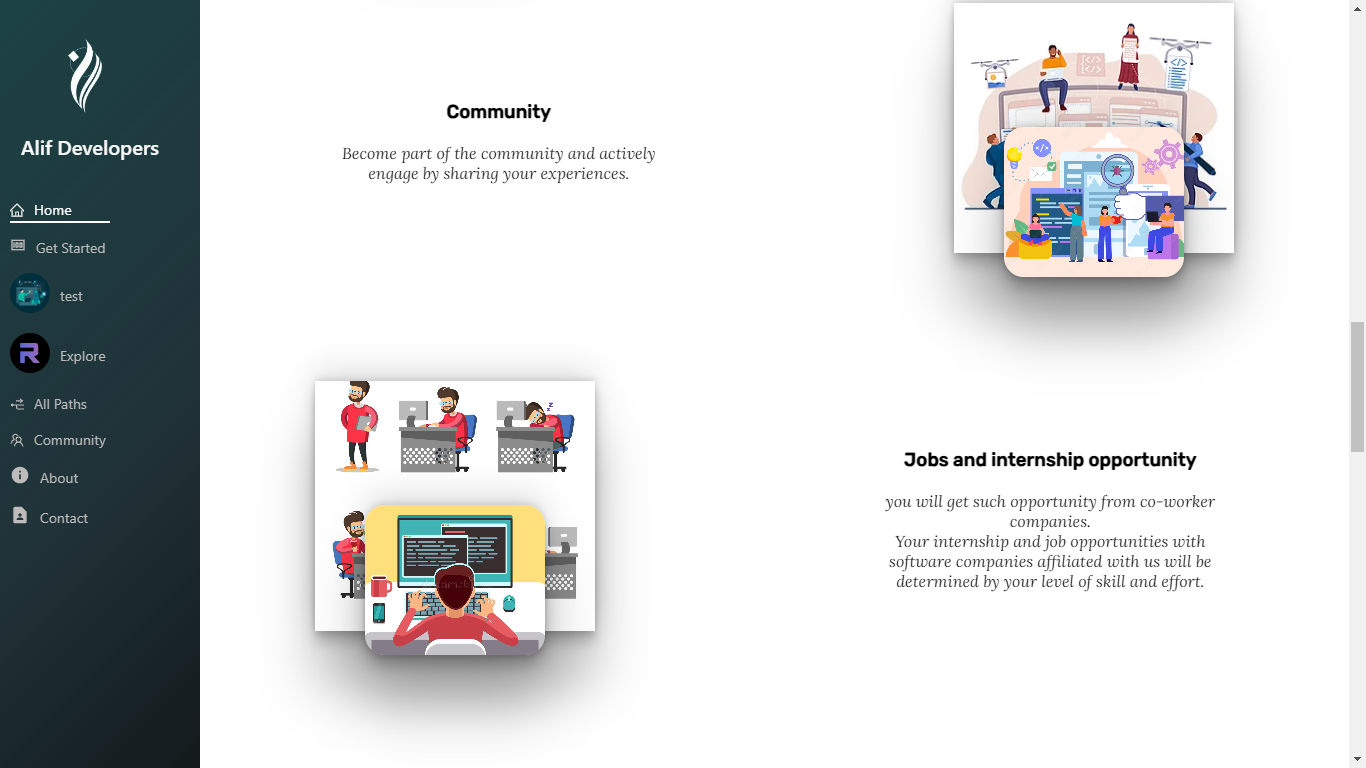 Alif Developers
Home
Get Started
test
Explore
All Paths
Community
About
Contact
Community
Become part of the community and actively
engage by sharing your experiences.
Jobs and internship opportunity
you will get such opportunity from co-worker
companies.
Your internship and job opportunities with
software companies affiliated with us will be
determined by your level of skill and effort.